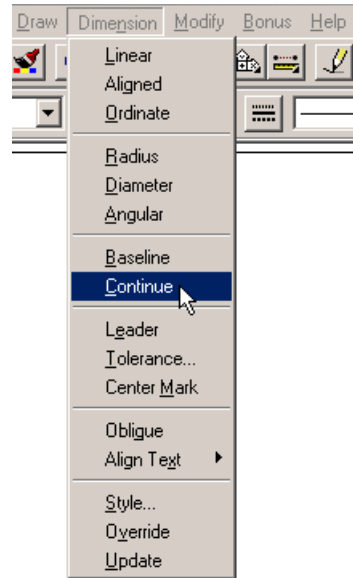 Draw Dimension Modify Bonus Help
Linear
Aligned
Ordinate
Radius
Diameter
Angular
Baseline
Continue
Leader
Tolerance...
Center Mark
Oblique
Align Text
Style...
Override
Update